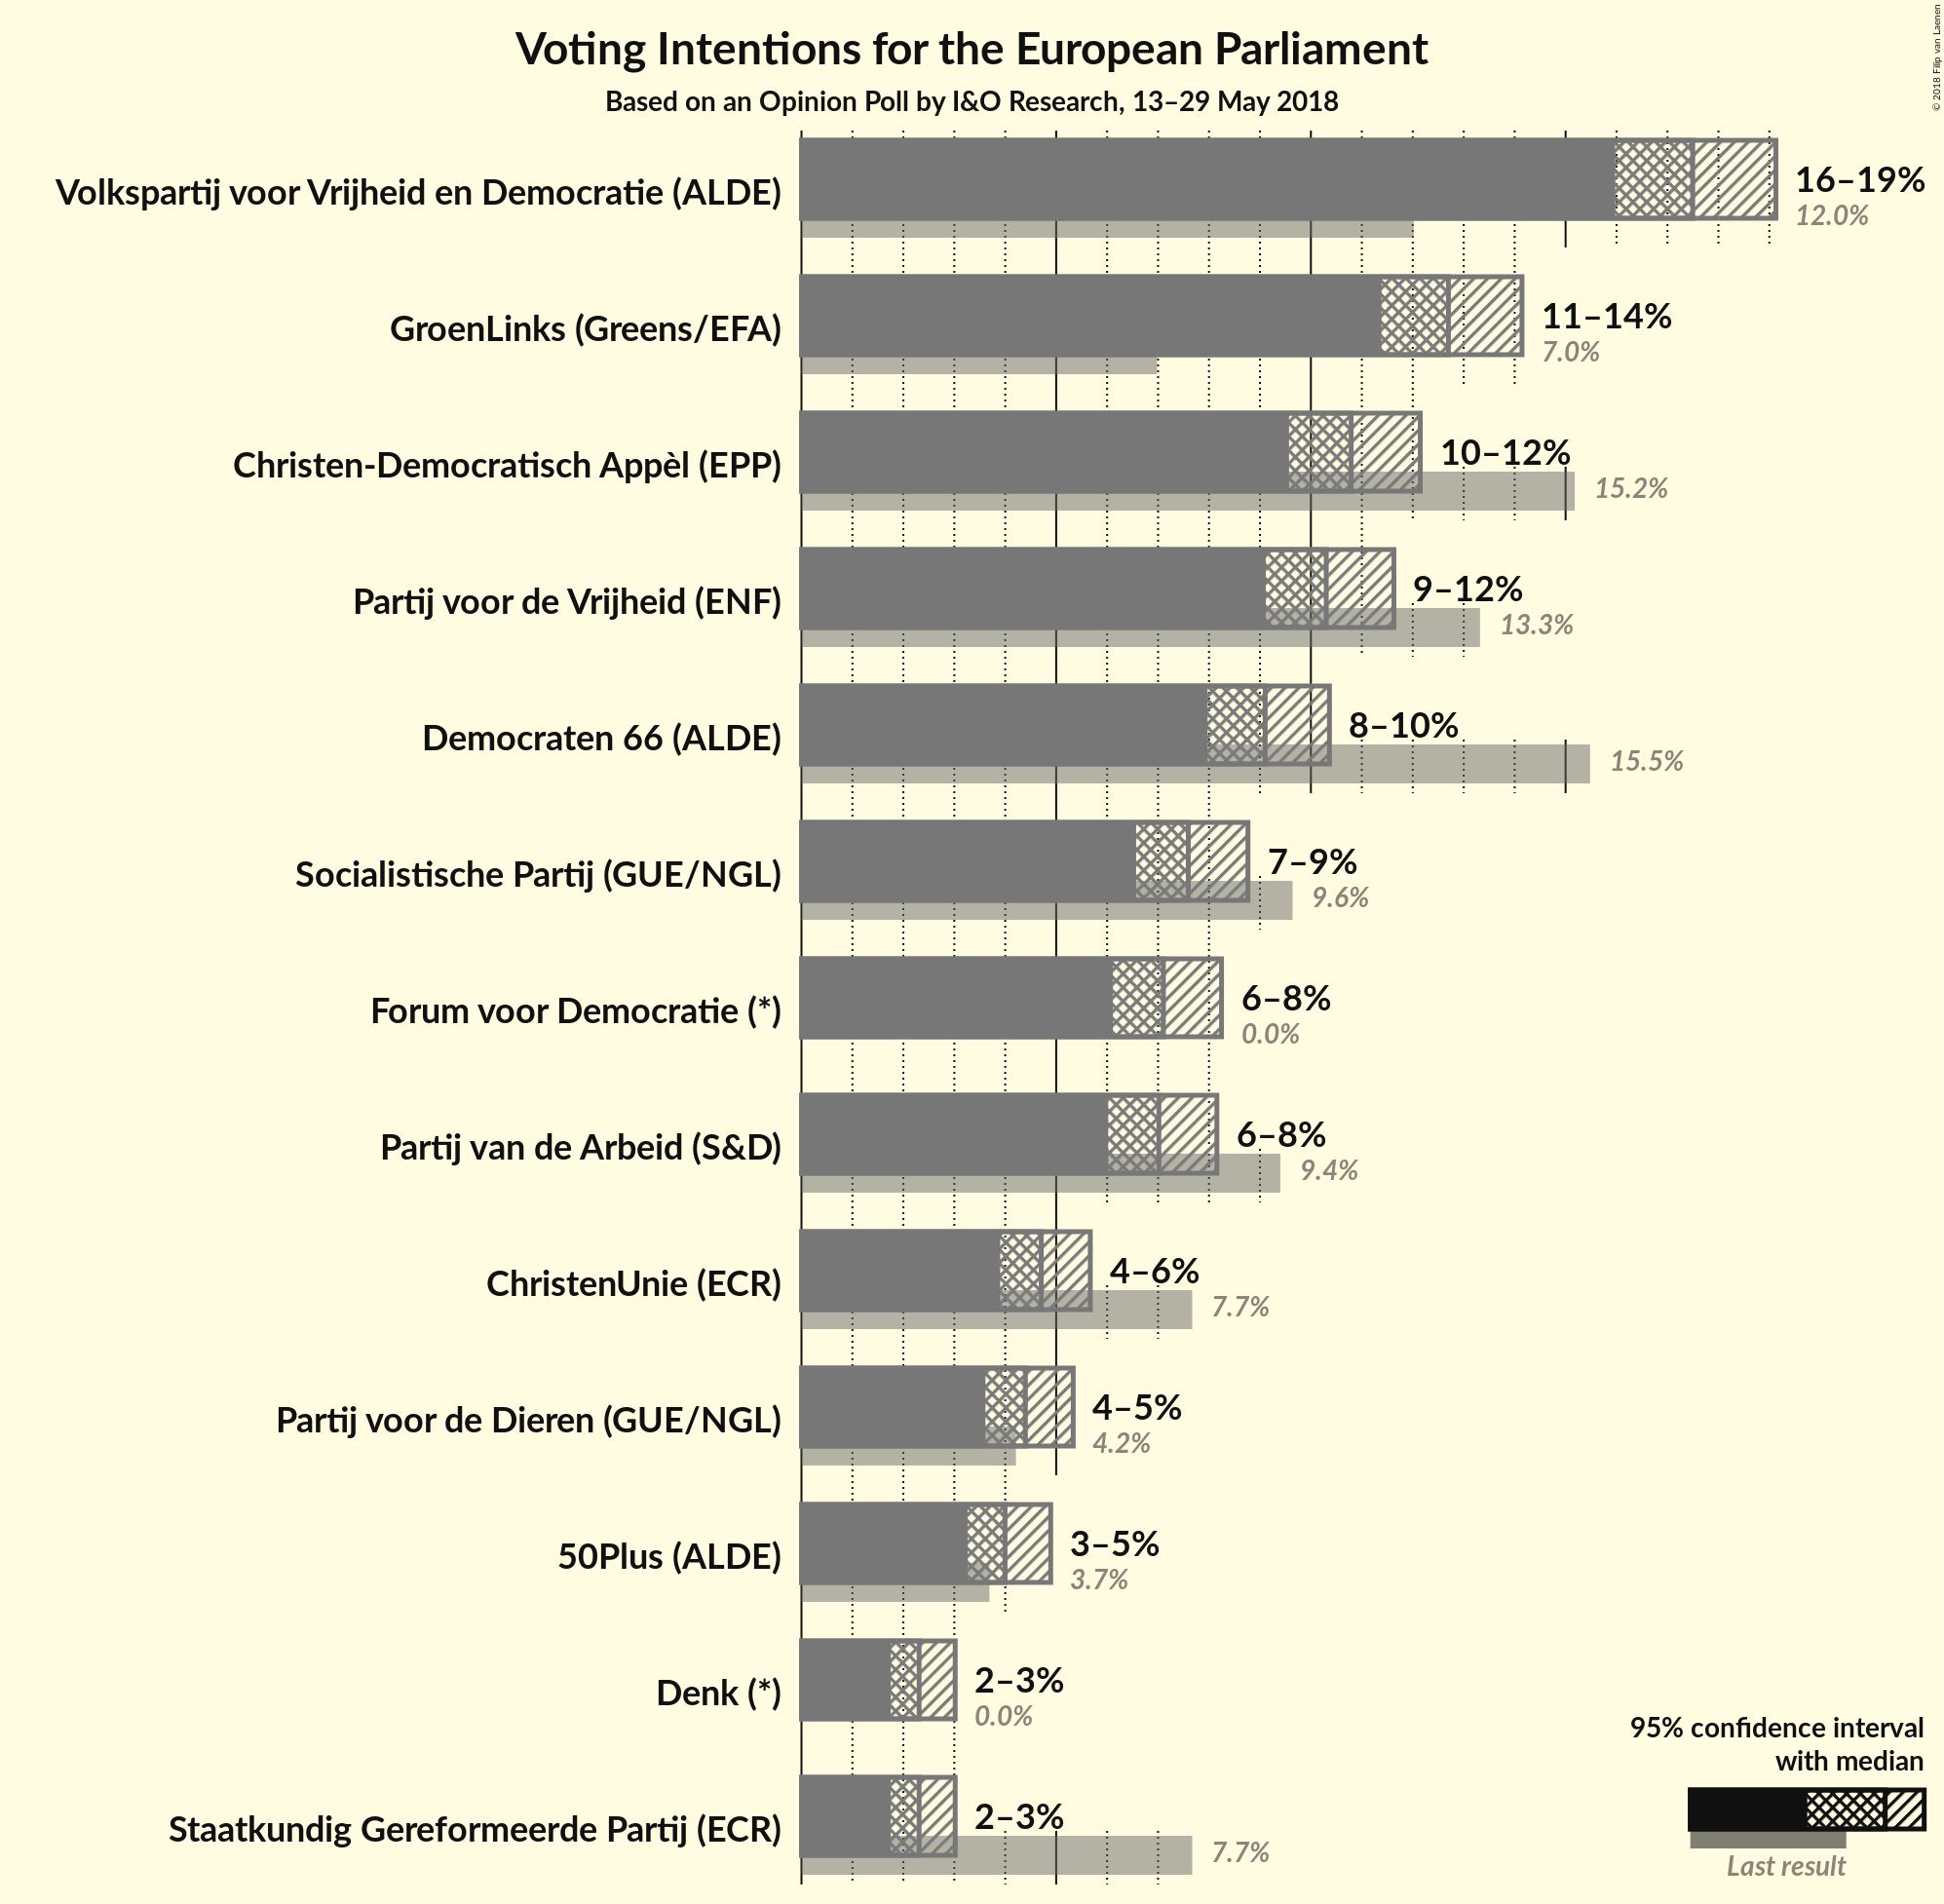 Voting Intentions for the European Parliament
Based on an Opinion Poll by I&O Research, 13–29 May 2018
© 2018 Filip van Laenen
Volkspartij voor Vrijheid en Democratie (ALDE)
16–19%
12.0%
GroenLinks (Greens/EFA)
11–14%
7.0%
Christen-Democratisch Appèl (EPP)
10–12%
15.2%
Partij voor de Vrijheid (ENF)
9–12%
13.3%
Democraten 66 (ALDE)
8–10%
15.5%
Socialistische Partij (GUE/NGL)
7–9%
9.6%
Forum voor Democratie (*)
6–8%
0.0%
Partij van de Arbeid (S&D)
6–8%
9.4%
ChristenUnie (ECR)
4–6%
7.7%
Partij voor de Dieren (GUE/NGL)
4–5%
4.2%
50Plus (ALDE)
3–5%
3.7%
Denk (*)
2–3%
0.0%
Staatkundig Gereformeerde Partij (ECR)
2–3%
7.7%
95% confidence interval
with median
Last result